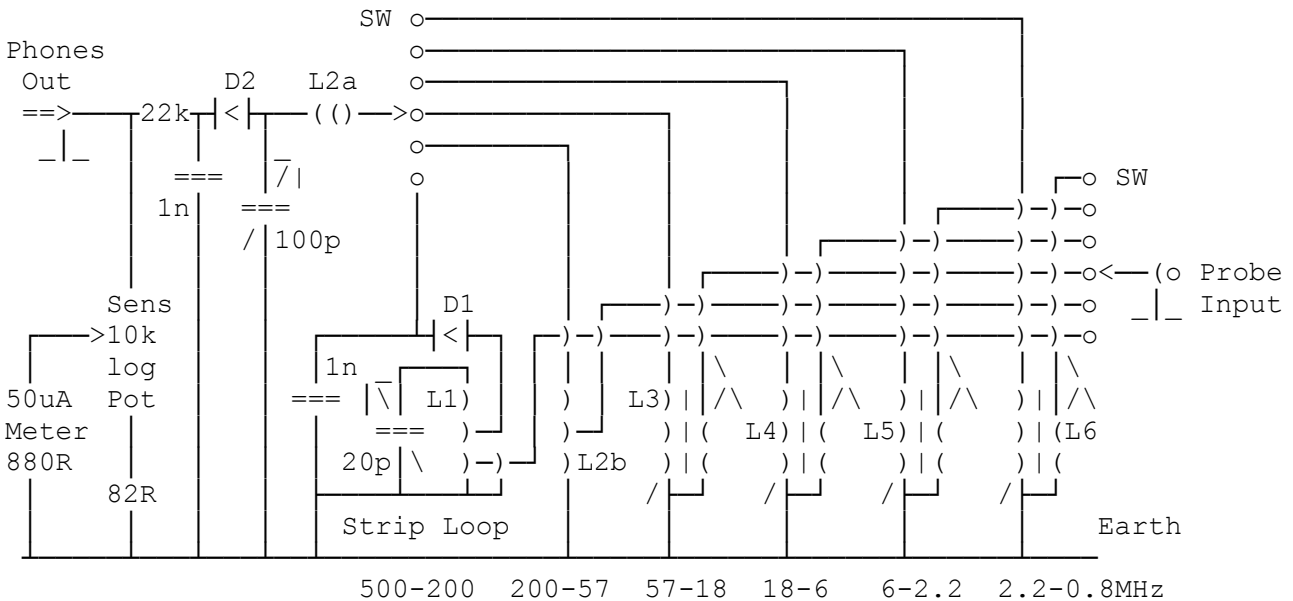 SW
Phones
Out D2 L2a
22k
SW
1n
100p
Probe
Sens D1 Input
10k
1n log
50uA Pot L1 L3
Meter L4 L5 L6
880R 20p L2b
82R
Strip Loop Earth
500-200 200-57 57-18 18-6 6-2.2 2.2-0.8MHz